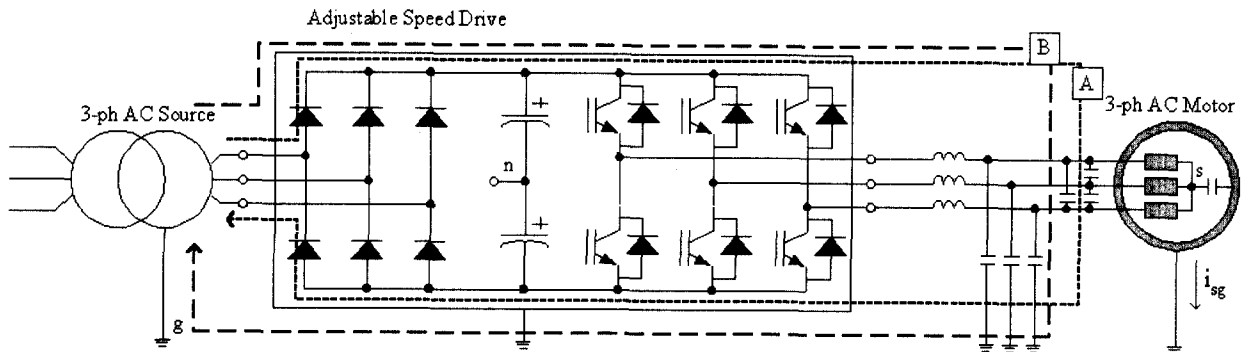 Adjustable Speed Drive
B
A
3-ph AC Source
3-ph AC Motor
+
n
s
+
i_sg
g